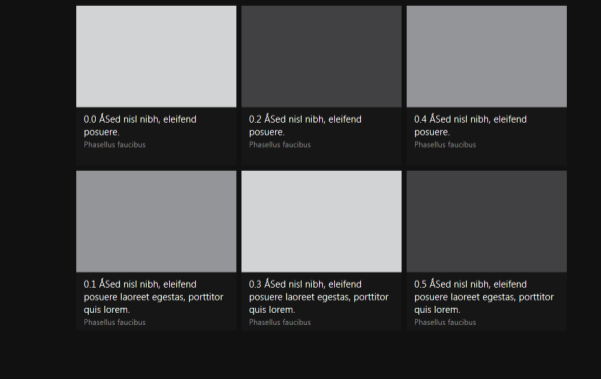 0.0 ÅSed nisl nibh, eleifend
posuere.
Phasellus faucibus
0.2 ÅSed nisl nibh, eleifend
posuere.
Phasellus faucibus
0.4 ÅSed nisl nibh, eleifend
posuere.
Phasellus faucibus
0.1 ÅSed nisl nibh, eleifend
posuere laoreet egestas, porttitor
quis lorem.
Phasellus faucibus
0.3 ÅSed nisl nibh, eleifend
posuere laoreet egestas, porttitor
quis lorem.
Phasellus faucibus
0.5 ÅSed nisl nibh, eleifend
posuere laoreet egestas, porttitor
quis lorem.
Phasellus faucibus